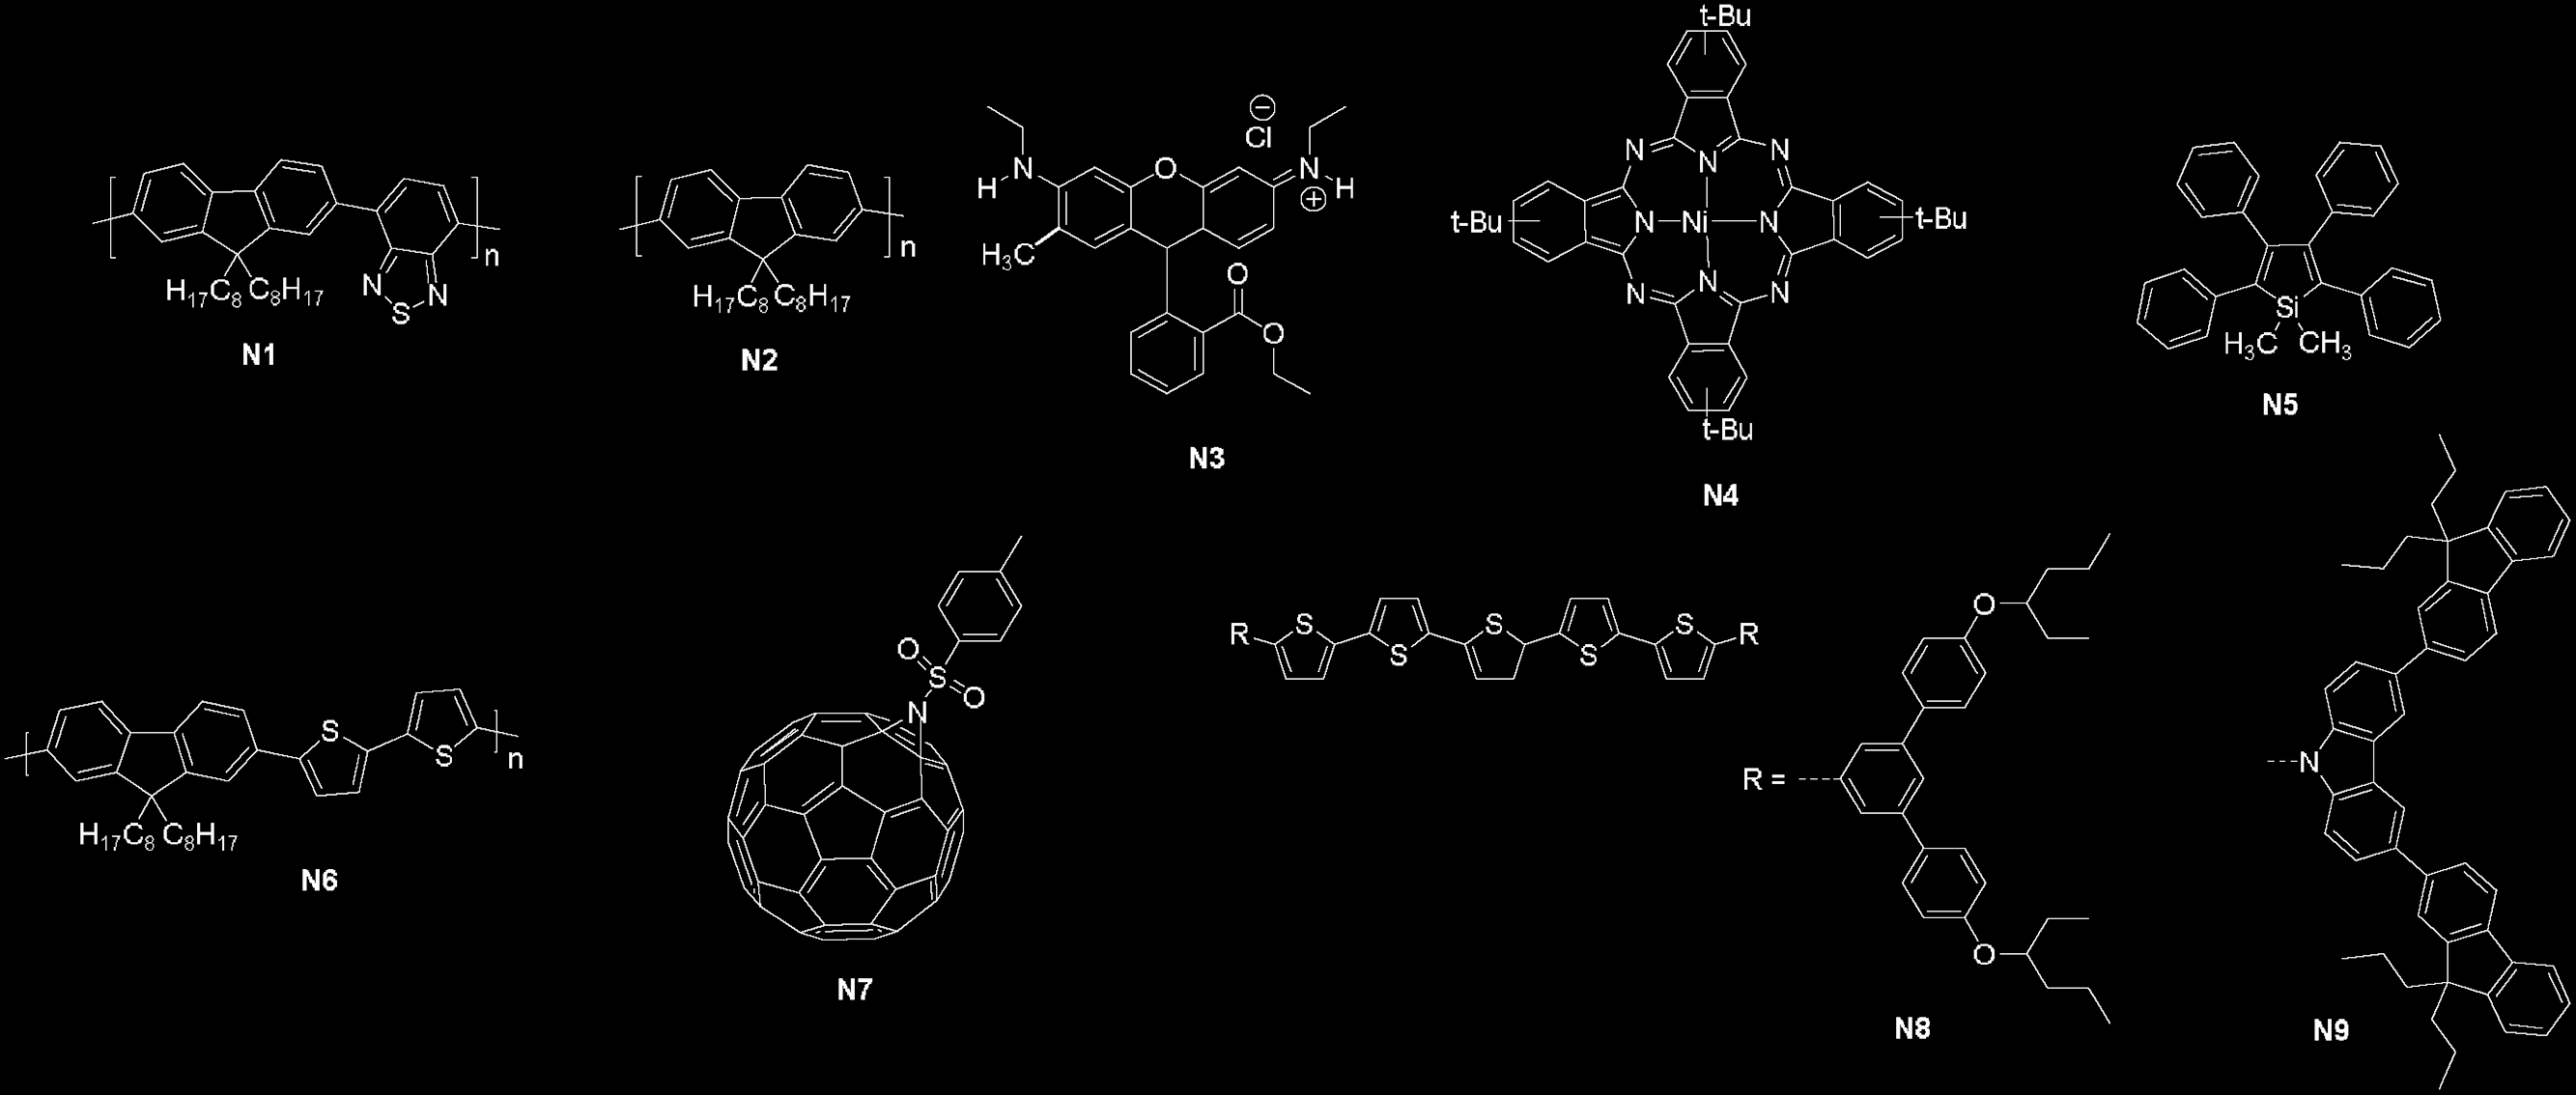 H₁₇C₈ C₈H₁₇
N S N
n
N1
H₁₇C₈ C₈H₁₇
n
N2
Cl ⊖
N H
O
N H ⊕
H₃C
O
O
N3
t-Bu
N N N
t-Bu N Ni N t-Bu
N N N
t-Bu
N4
Si
H₃C CH₃
N5
S S
n
H₁₇C₈ C₈H₁₇
N6
O S O
N
N7
R S S S S S R
O
R =
O
N8
N
N9